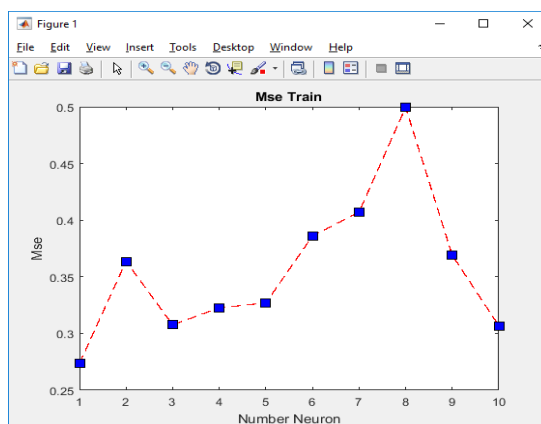 Figure 1
File Edit View Insert Tools Desktop Window Help
Mse Train
0.5
0.45
0.4
0.35
0.3
0.25
Mse
1 2 3 4 5 6 7 8 9 10
Number Neuron